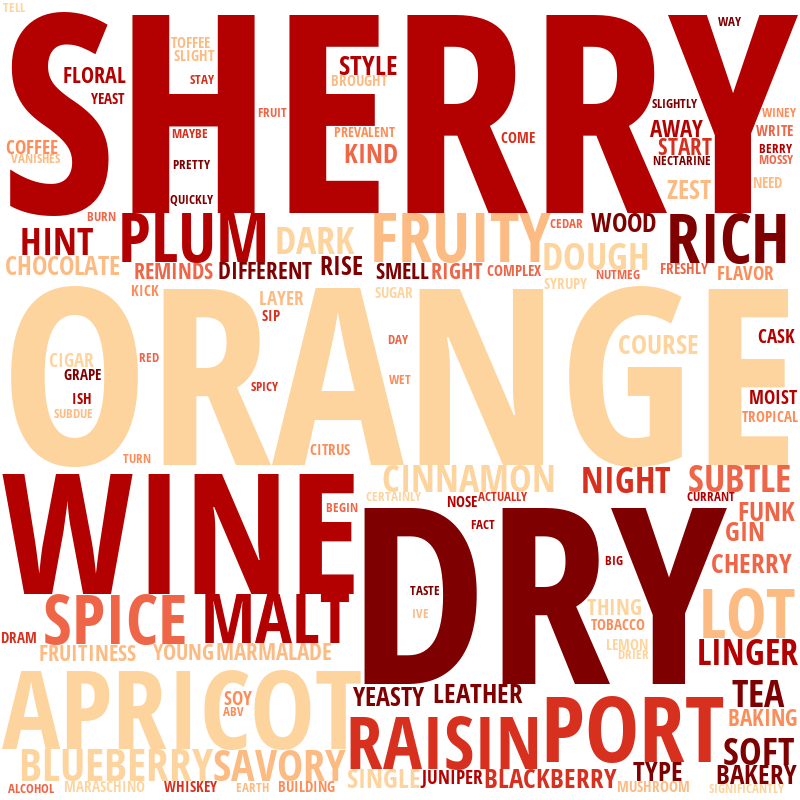 TELL
SHERRY
WAY
TOFFEE
SLIGHT
FLORAL
STAY
STYLE
BROUGHT
YEAST
SLIGHTLY
FRUIT
WINEY
MAYBE
PREVALENT
COME
AWAY
WRITE
COFFEE
VANISHES
KIND
START
BERRY
PRETTY
NECTARINE
MOSSY
ZEST
NEED
QUICKLY
BURN
HINT
PLUM
DARK
FRUITY
CEDAR
WOOD
RICH
CHOCOLATE
REMINDS
DIFFERENT
RISE
SMELL
RIGHT
COMPLEX
DOUGH
NUTMEG
FRESHLY
FLAVOR
SYRUPY
KICK
LAYER
SUGAR
ORANGE
SIP
CIGAR
RED
DAY
COURSE
CASK
GRAPE
SPICY
WET
ISH
MOIST
SUBDUE
TROPICAL
TURN
CITRUS
WINE
CINNAMON
NIGHT
SUBTLE
CERTAINLY
NOSE
ACTUALLY
CURRANT
BEGIN
DRY
FACT
FUNK
GIN
BIG
CHERRY
TASTE
SPICE
MALT
IVE
THING
LOT
DRAM
TOBACCO
FRUITINESS
YOUNG
MARMALADE
LEMON
DRIER
LINGER
APRICOT
SOY
ABV
YEASTY
LEATHER
TEA
RAISIN
PORT
BAKING
BLUEBERRY
SAVORY
SOFT
SINGLE
JUNIPER
BLACKBERRY
TYPE
BAKERY
ALCOHOL
MARASCHINO
WHISKEY
EARTH
BUILDING
MUSHROOM
SIGNIFICANTLY